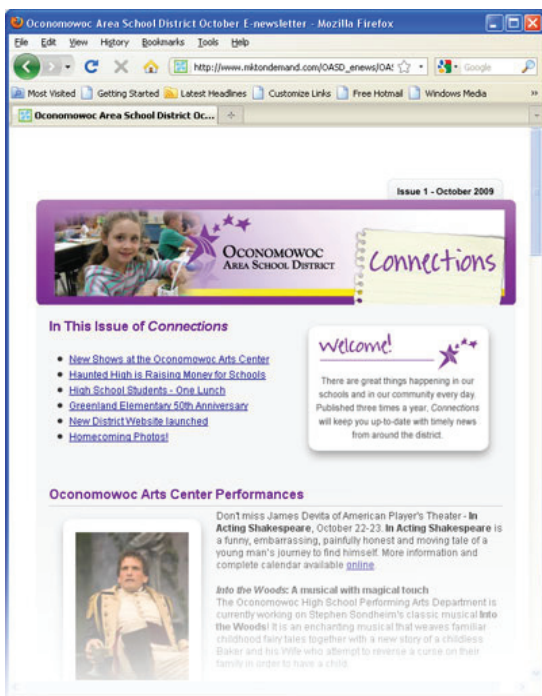 Oconomowoc Area School District October E-newsletter - Mozilla Firefox
File Edit View History Bookmarks Tools Help
http://www.mktondemand.com/OASD_enews/OA Google
Most Visited Getting Started Latest Headlines Customize Links Free Hotmail Windows Media
Oconomowoc Area School District Oc...
Issue 1 - October 2009
OCONOMOWOC
AREA SCHOOL DISTRICT
Connections
In This Issue of Connections
New Shows at the Oconomowoc Arts Center
Haunted High is Raising Money for Schools
High School Students - One Lunch
Greenland Elementary 50th Anniversary
New District Website launched
Homecoming Photos!
Welcome!
There are great things happening in our
schools and in our community every day.
Published three times a year, Connections
will keep you up-to-date with timely news
from around the district.
Oconomowoc Arts Center Performances
Don't miss James Devita of American Player's Theater - In
Acting Shakespeare, October 22-23. In Acting Shakespeare is
a funny, embarrassing, painfully honest and moving tale of a
young man's journey to find himself. More information and
complete calendar available online.
Into the Woods: A musical with magical touch
The Oconomowoc High School Performing Arts Department is
currently working on Stephen Sondheim's classic musical Into
the Woods! It is an enchanting musical that weaves familiar
childhood fairy tales together with a new story of a childless
Baker and his Wife who attempt to reverse a curse on their
family in order to have a child.